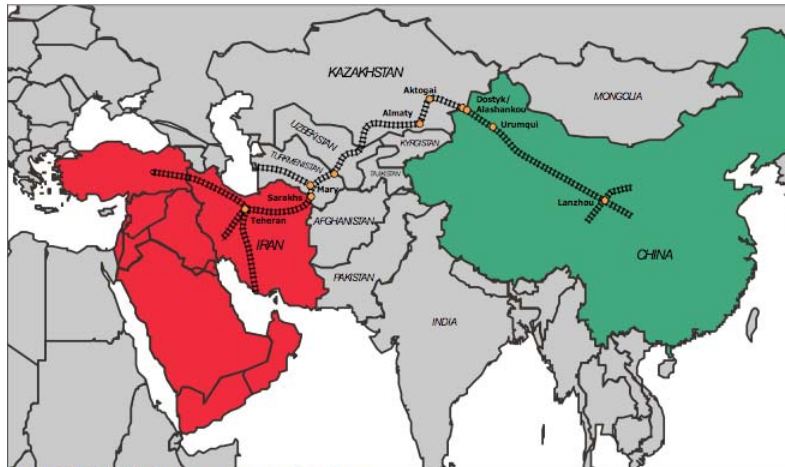 KAZAKHSTAN
MONGOLIA
Aktogai
Dostyk/
Alashankou
Almaty
Urumqui
UZBEKISTAN
KYRGISTAN
TURKMENISTAN
TAJIKISTAN
Mary
Sarakhs
Teheran
Lanzhou
AFGHANISTAN
IRAN
CHINA
PAKISTAN
INDIA